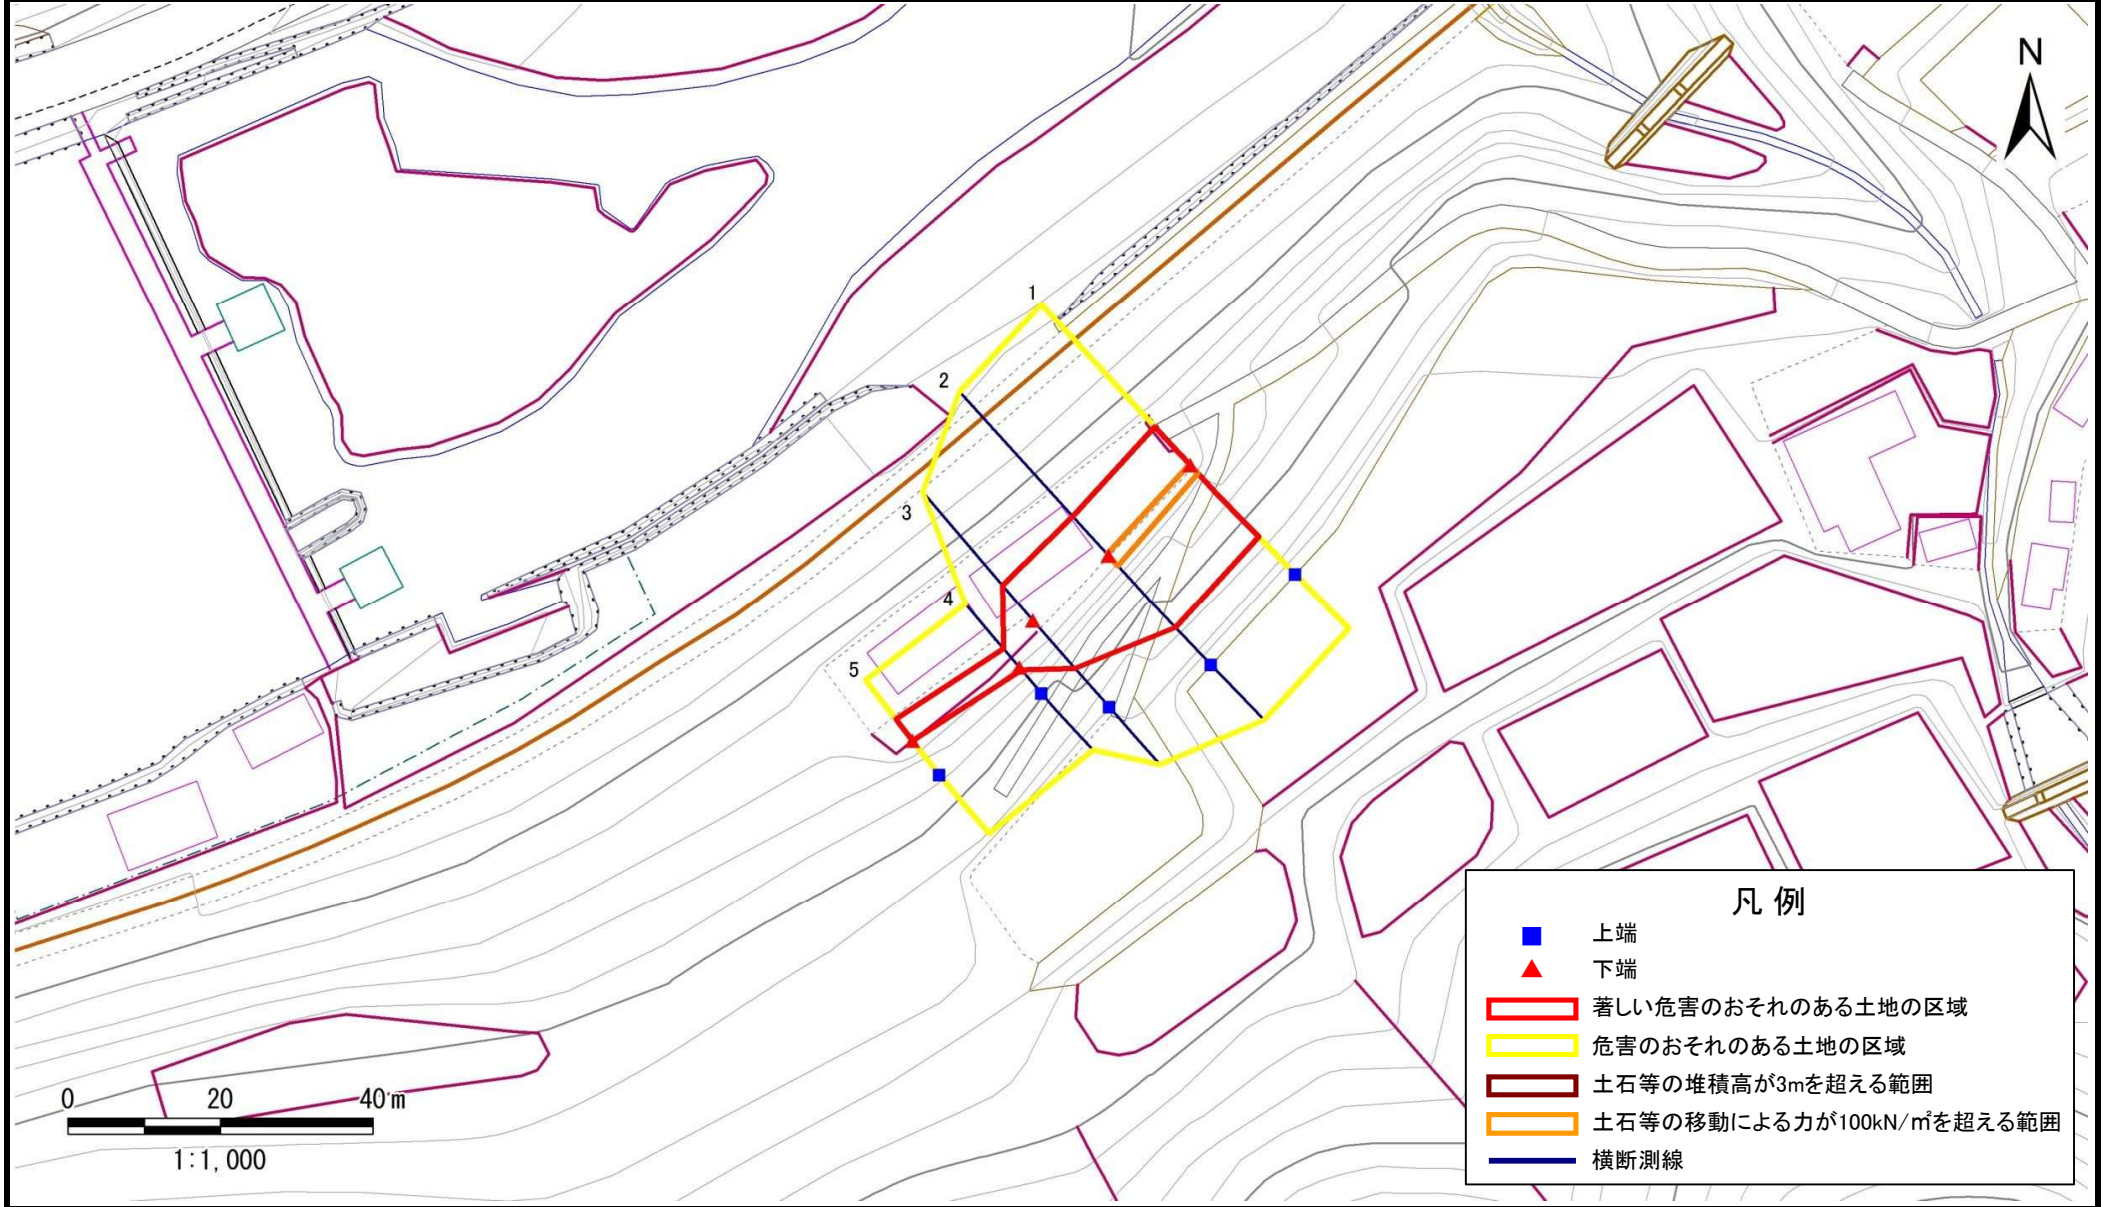 N
1
2
3
4
5
凡 例
上端
下端
著しい危害のおそれのある土地の区域
危害のおそれのある土地の区域
土石等の堆積高が3mを超える範囲
土石等の移動による力が100kN/㎡を超える範囲
横断測線
0 20 40 m
1:1,000